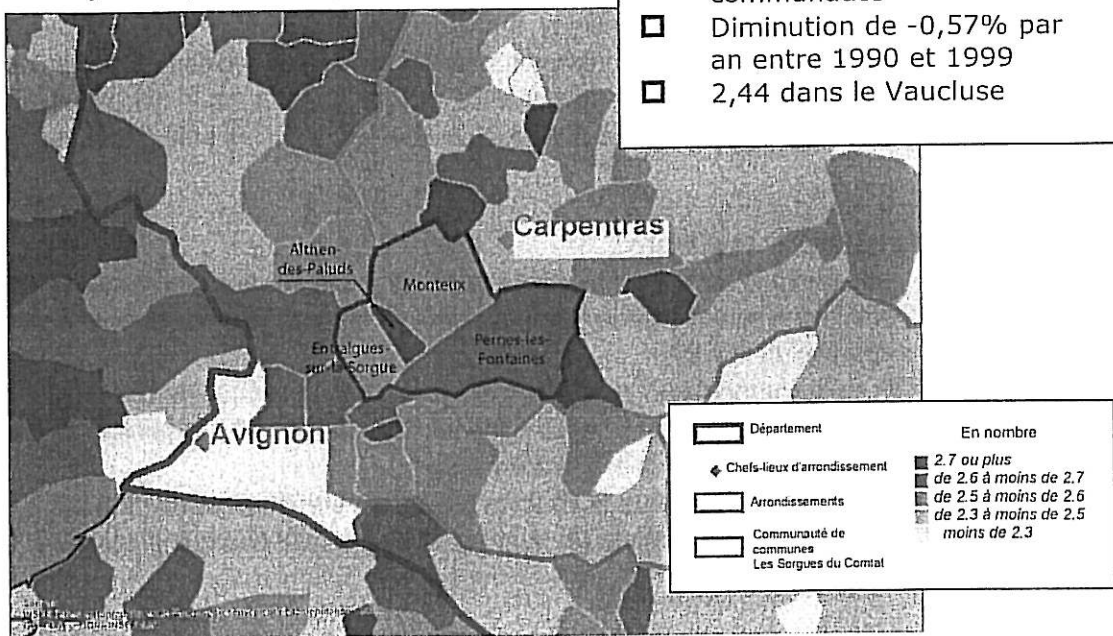 Diminution de -0,57% par
an entre 1990 et 1999
2,44 dans le Vaucluse
Carpentras
Althen-
des-Paluds
Monteux
Pernes-les-
Fontaines
Entraigues-
sur-la-Sorgue
Avignon
Département
Chefs-lieux d'arrondissement
Arrondissements
Communauté de
communes
Les Sorgues du Comtat
En nombre
2.7 ou plus
de 2.6 à moins de 2.7
de 2.5 à moins de 2.6
de 2.3 à moins de 2.5
moins de 2.3